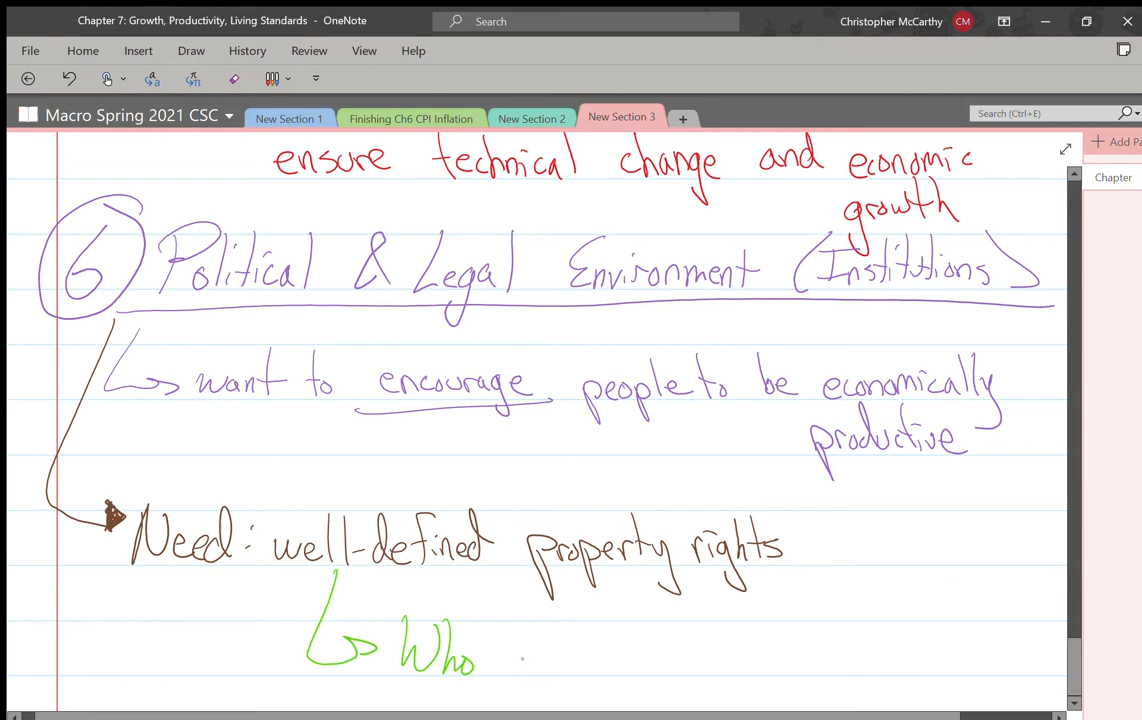 Chapter 7: Growth, Productivity, Living Standards - OneNote
Search
Christopher McCarthy CM
File Home Insert Draw History Review View Help
Macro Spring 2021 CSC
New Section 1 Finishing Ch6 CPI Inflation New Section 2 New Section 3 +
Search (Ctrl+E)
+ Add Pa
Chapter
ensure technical change and economic
growth
6 Political & Legal Environment (Institutions)
want to encourage people to be economically
productive
Need: well-defined property rights
Who